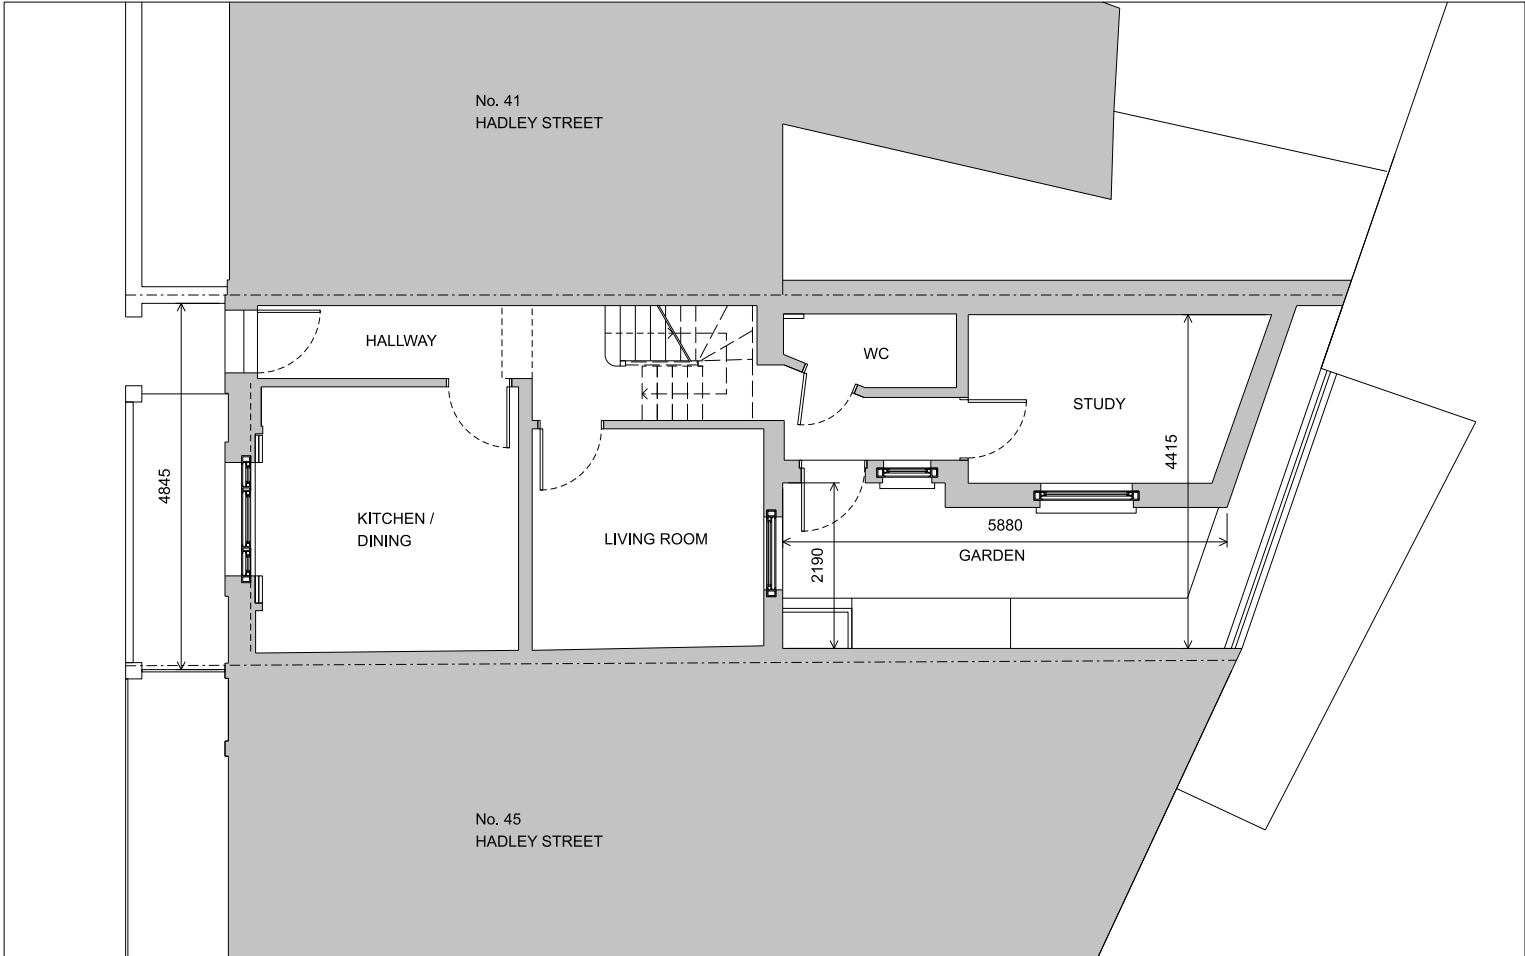 No. 41
HADLEY STREET
HALLWAY
WC
STUDY
4415
4845
KITCHEN /
DINING
LIVING ROOM
5880
2190
GARDEN
No. 45
HADLEY STREET